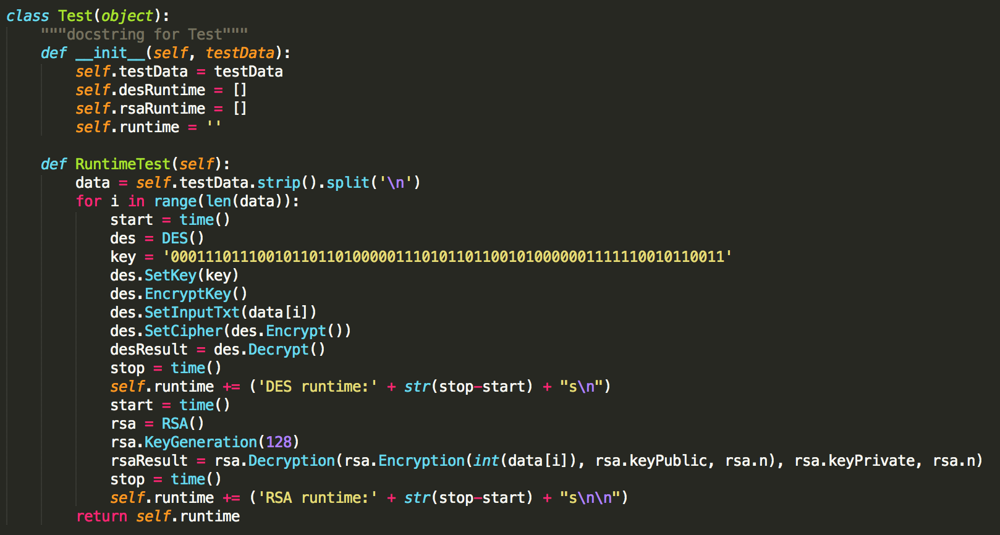 class Test(object):
"""docstring for Test"""
def __init__(self, testData):
self.testData = testData
self.desRuntime = []
self.rsaRuntime = []
self.runtime = ''
def RuntimeTest(self):
data = self.testData.strip().split('\n')
for i in range(len(data)):
start = time()
des = DES()
key = '0001110111001011011010000011101011011001010000001111110010110011'
des.SetKey(key)
des.EncryptKey()
des.SetInputTxt(data[i])
des.SetCipher(des.Encrypt())
desResult = des.Decrypt()
stop = time()
self.runtime += ('DES runtime:' + str(stop-start) + "s\n")
start = time()
rsa = RSA()
rsa.KeyGeneration(128)
rsaResult = rsa.Decryption(rsa.Encryption(int(data[i]), rsa.keyPublic, rsa.n), rsa.keyPrivate, rsa.n)
stop = time()
self.runtime += ('RSA runtime:' + str(stop-start) + "s\n\n")
return self.runtime